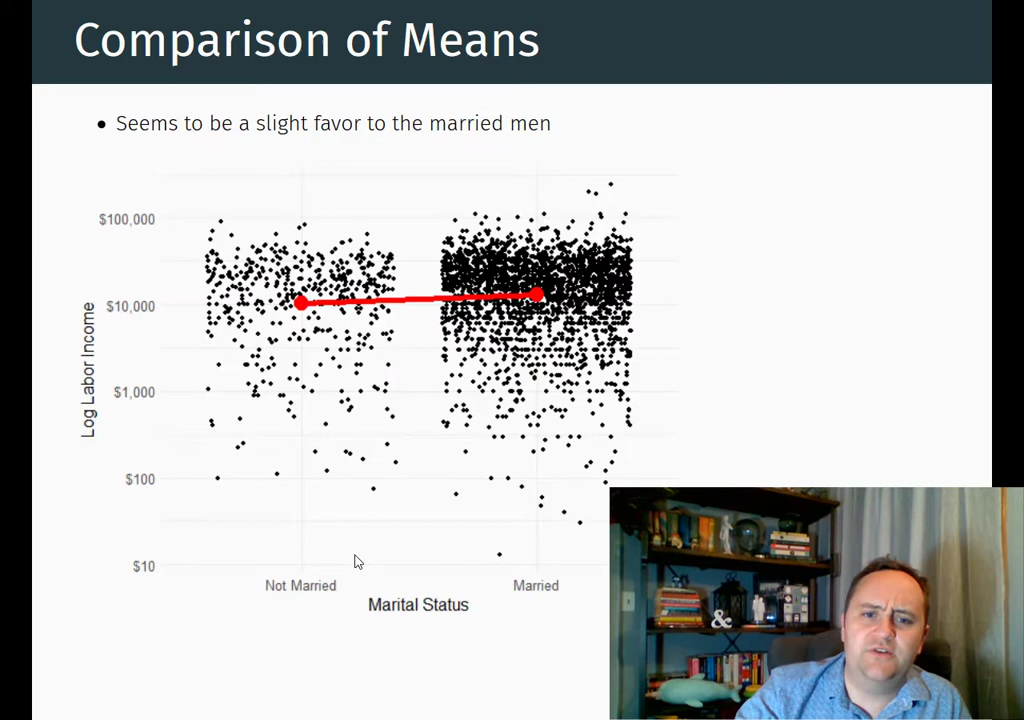 Comparison of Means
• Seems to be a slight favor to the married men
Log Labor Income
$100,000
$10,000
$1,000
$100
$10
Not Married
Married
Marital Status
&